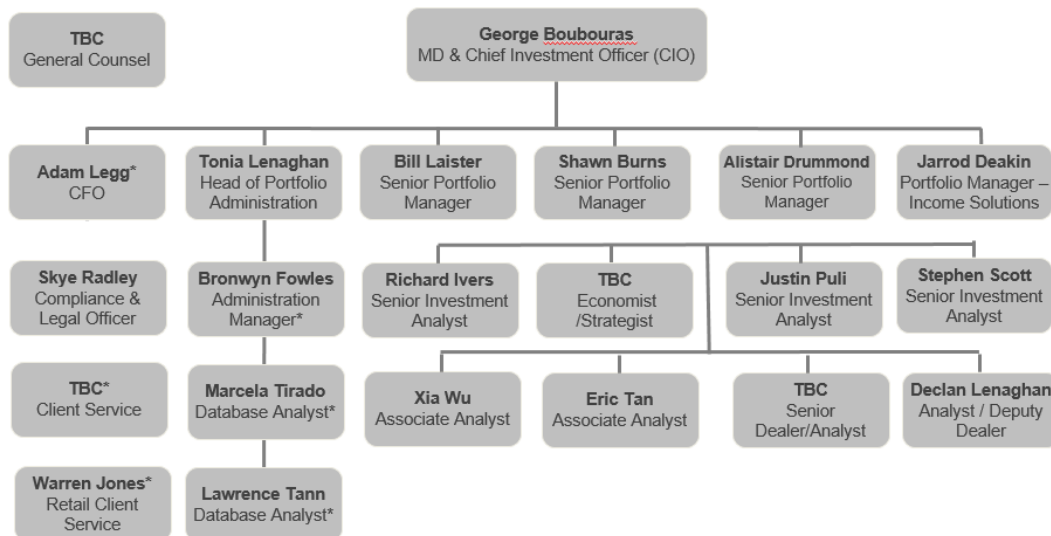 TBC
General Counsel
George Boubouras
MD & Chief Investment Officer (CIO)
Adam Legg*
CFO
Tonia Lenaghan
Head of Portfolio
Administration
Bill Laister
Senior Portfolio
Manager
Shawn Burns
Senior Portfolio
Manager
Alistair Drummond
Senior Portfolio
Manager
Jarrod Deakin
Portfolio Manager –
Income Solutions
Skye Radley
Compliance &
Legal Officer
Bronwyn Fowles
Administration
Manager*
Richard Ivers
Senior Investment
Analyst
TBC
Economist
/Strategist
Justin Puli
Senior Investment
Analyst
Stephen Scott
Senior Investment
Analyst
TBC*
Client Service
Marcela Tirado
Database Analyst*
Xia Wu
Associate Analyst
Eric Tan
Associate Analyst
TBC
Senior
Dealer/Analyst
Declan Lenaghan
Analyst / Deputy
Dealer
Warren Jones*
Retail Client
Service
Lawrence Tann
Database Analyst*